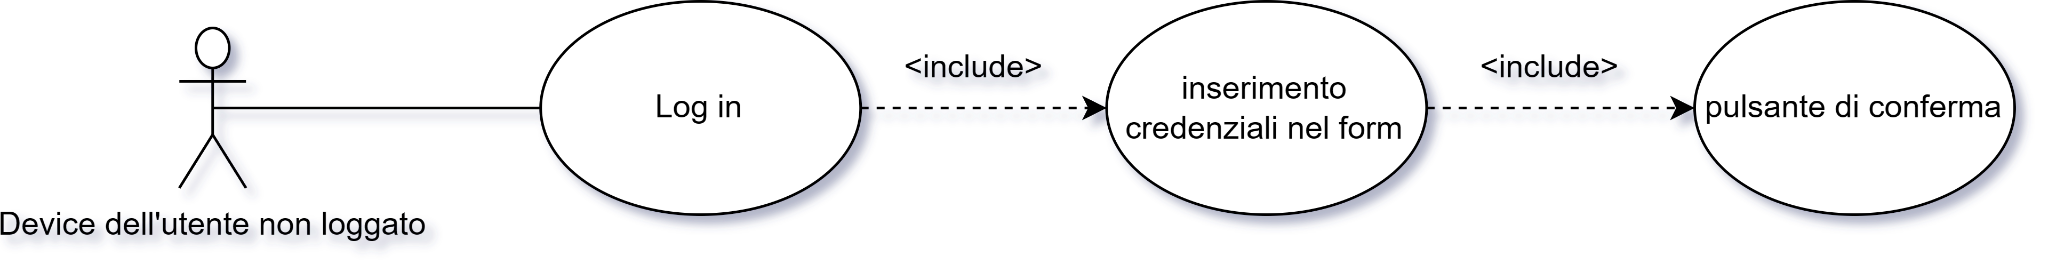 Device dell'utente non loggato
Log in
<include>
inserimento
credenziali nel form
<include>
pulsante di conferma